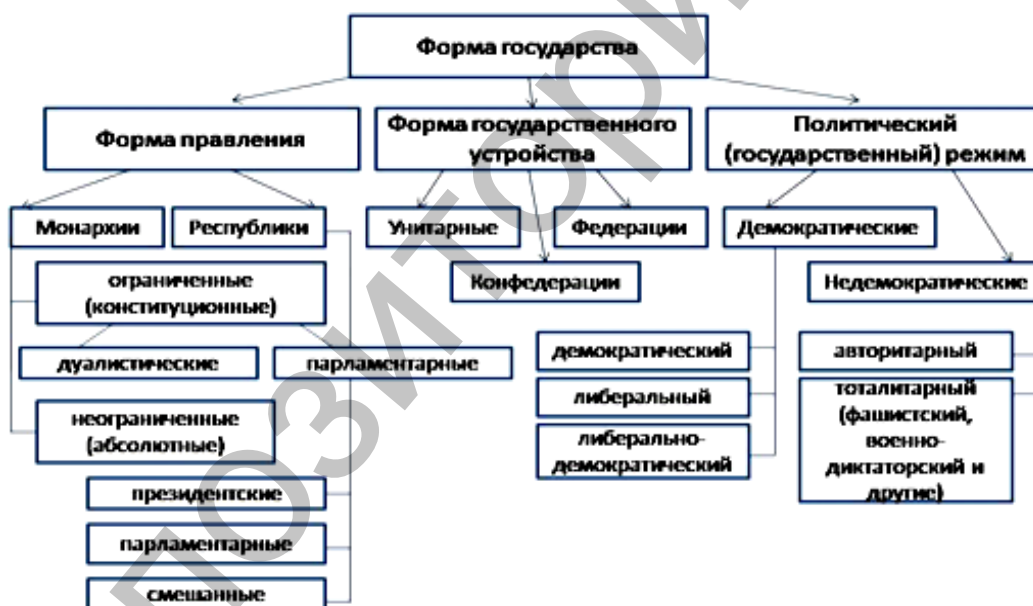 Форма государства
Форма правления
Форма государственного
устройства
Политический
(государственный) режим
Монархии
Республики
Унитарные
Федерации
Демократические
Конфедерации
Недемократические
ограниченные
(конституционные)
дуалистические
парламентарные
неограниченные
(абсолютные)
президентские
парламентарные
смешанные
демократический
либеральный
либерально-
демократический
авторитарный
тоталитарный
(фашистский,
военно-
диктаторский и
другие)